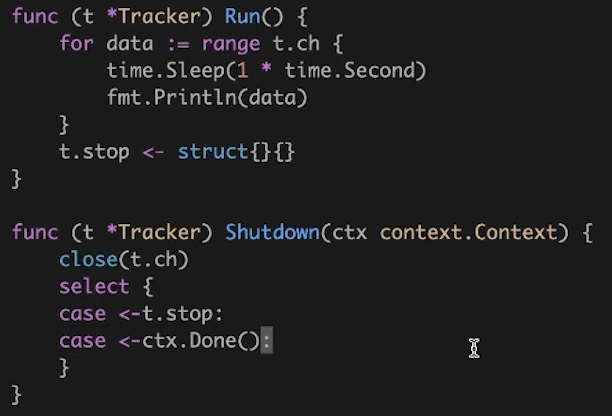 func (t *Tracker) Run() {
    for data := range t.ch {
        time.Sleep(1 * time.Second)
        fmt.Println(data)
    }
    t.stop <- struct{}{}
}

func (t *Tracker) Shutdown(ctx context.Context) {
    close(t.ch)
    select {
    case <-t.stop:
    case <-ctx.Done():
    }
}